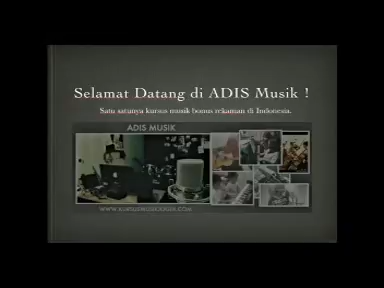 Selamat Datang di ADIS Musik !
Satu satunya kursus musik bonus rekaman di Indonesia.
ADIS MUSIK